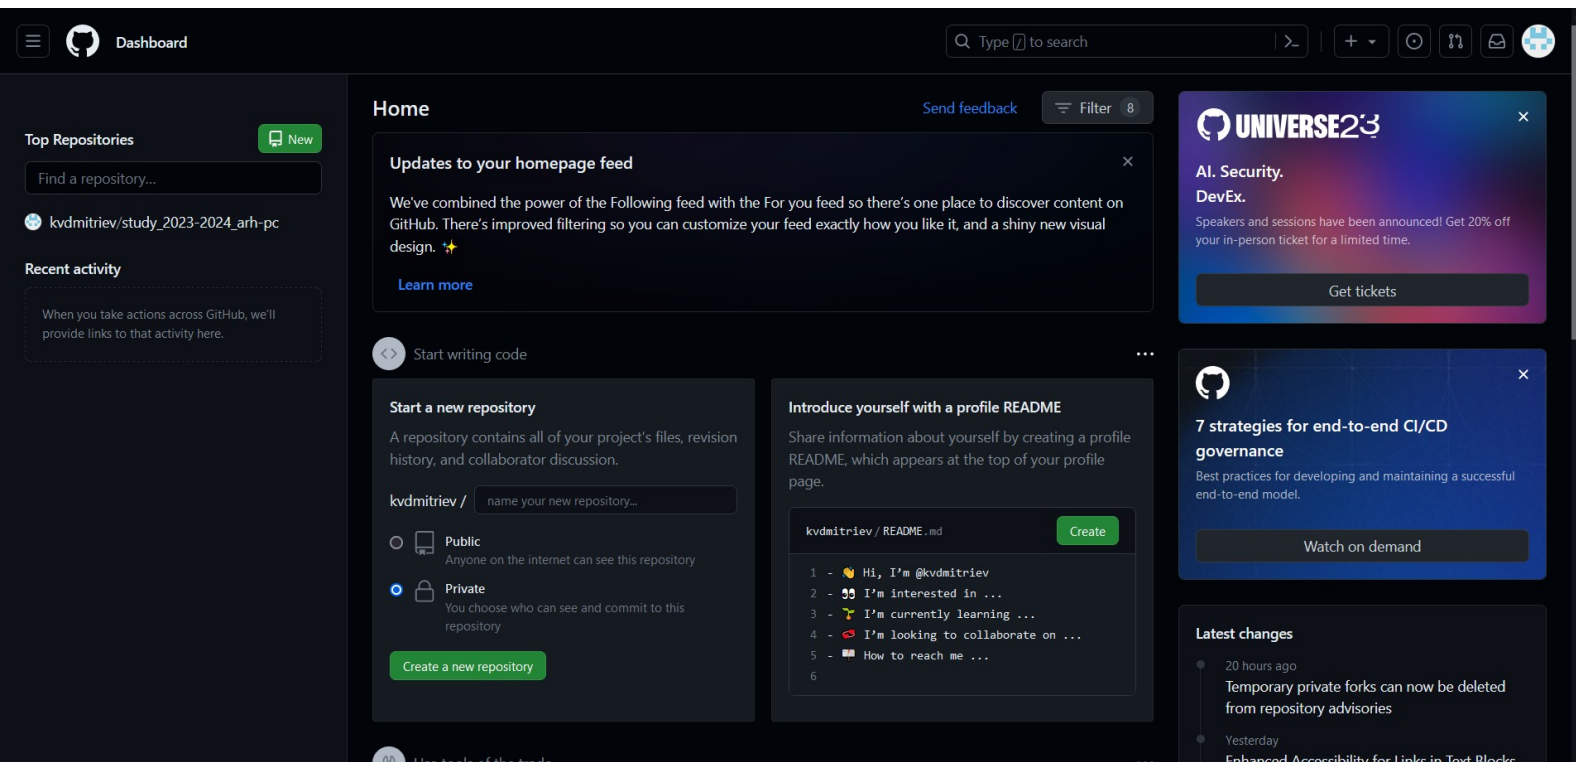 Dashboard
Type / to search
Top Repositories
New
Find a repository...
kvdmitriev/study_2023-2024_arh-pc
Recent activity
When you take actions across GitHub, we'll
provide links to that activity here.
Home
Send feedback
Filter 8
Updates to your homepage feed
We've combined the power of the Following feed with the For you feed so there's one place to discover content on
GitHub. There's improved filtering so you can customize your feed exactly how you like it, and a shiny new visual
design. ✨
Learn more
Start writing code
Start a new repository
A repository contains all of your project's files, revision
history, and collaborator discussion.
kvdmitriev / name your new repository...
Public
Anyone on the internet can see this repository
Private
You choose who can see and commit to this
repository
Create a new repository
Introduce yourself with a profile README
Share information about yourself by creating a profile
README, which appears at the top of your profile
page.
kvdmitriev / README.md
Create
1 - 👋 Hi, I'm @kvdmitriev
2 - 👀 I'm interested in ...
3 - 🌱 I'm currently learning ...
4 - 💞️ I'm looking to collaborate on ...
5 - 📫 How to reach me ...
6
Use tools of the trade
UNIVERSE23
AI. Security.
DevEx.
Speakers and sessions have been announced! Get 20% off
your in-person ticket for a limited time.
Get tickets
7 strategies for end-to-end CI/CD
governance
Best practices for developing and maintaining a successful
end-to-end model.
Watch on demand
Latest changes
20 hours ago
Temporary private forks can now be deleted
from repository advisories
Yesterday
Enhanced Accessibility for Links in Text Blocks